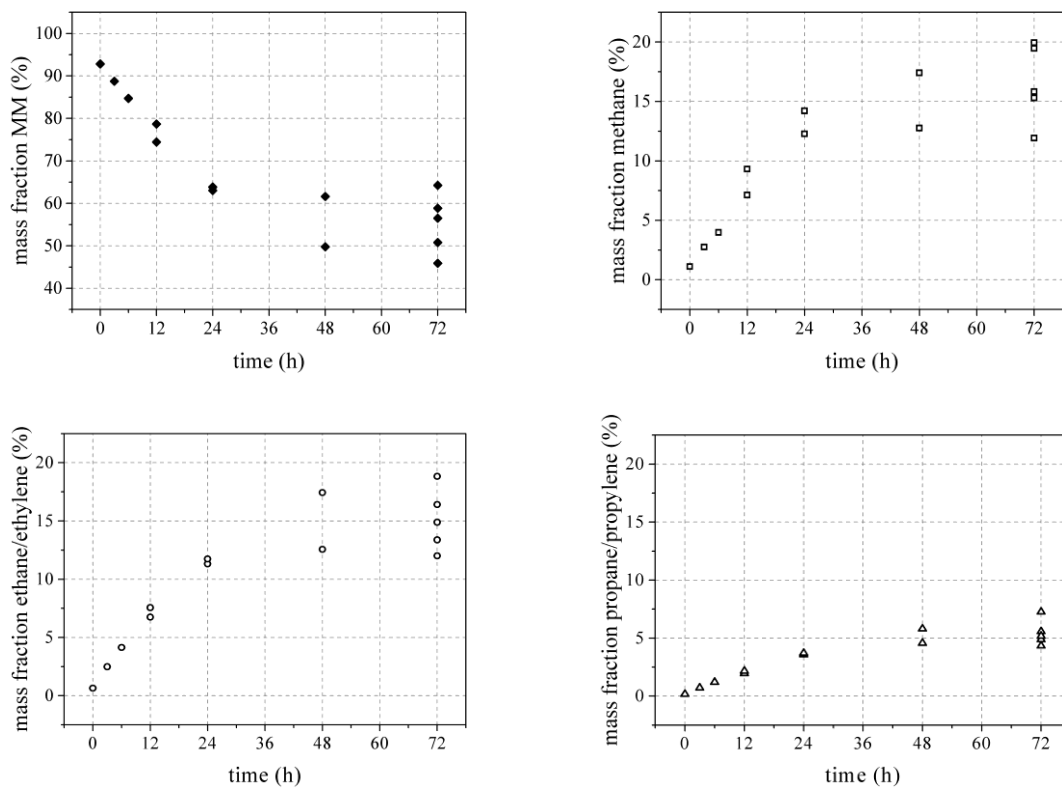 mass fraction MM (%)
100
90
80
70
60
50
40
0 12 24 36 48 60 72
time (h)
mass fraction methane (%)
20
15
10
5
0
0 12 24 36 48 60 72
time (h)
mass fraction ethane/ethylene (%)
20
15
10
5
0
0 12 24 36 48 60 72
time (h)
mass fraction propane/propylene (%)
20
15
10
5
0
0 12 24 36 48 60 72
time (h)